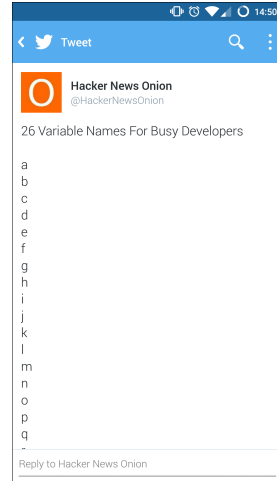 14:50
Tweet
O
Hacker News Onion
@HackerNewsOnion
26 Variable Names For Busy Developers
a
b
c
d
e
f
g
h
i
j
k
l
m
n
o
p
q
Reply to Hacker News Onion